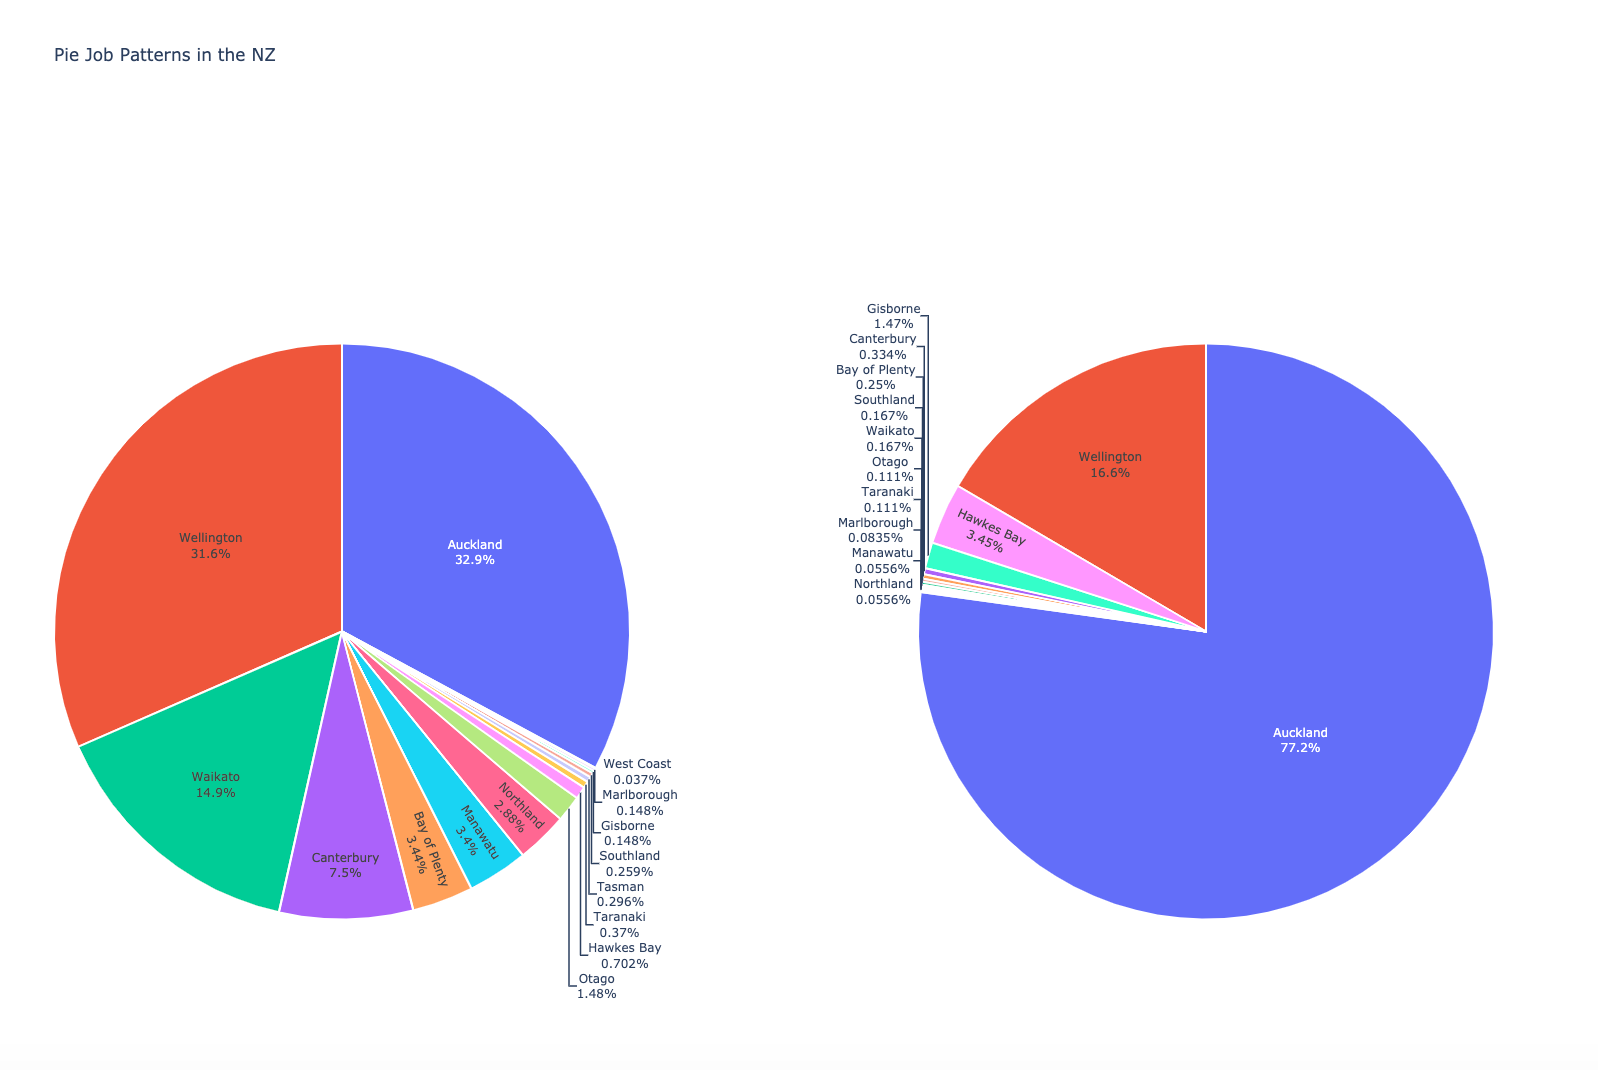 Pie Job Patterns in the NZ
Auckland
32.9%
Wellington
31.6%
Waikato
14.9%
Canterbury
7.5%
Bay of Plenty
3.44%
Manawatu
3.4%
Northland
2.88%
West Coast
0.037%
Marlborough
0.148%
Gisborne
0.148%
Southland
0.259%
Tasman
0.296%
Taranaki
0.37%
Hawkes Bay
0.702%
Otago
1.48%
Gisborne
1.47%
Canterbury
0.334%
Bay of Plenty
0.25%
Southland
0.167%
Waikato
0.167%
Otago
0.111%
Taranaki
0.111%
Marlborough
0.0835%
Manawatu
0.0556%
Northland
0.0556%
Wellington
16.6%
Hawkes Bay
3.45%
Auckland
77.2%